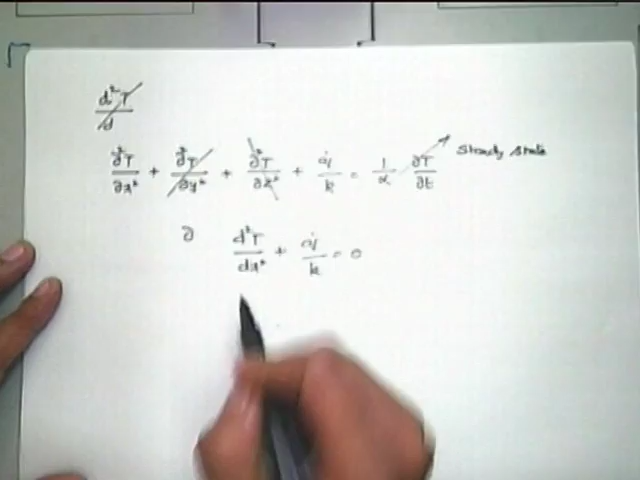 d²T/d
∂²T/∂x² + ∂²T/∂y² + ∂²T/∂z² + q̇/k = 1/α ∂T/∂t Steady state
∂ d²T/dx² + q̇/k = 0